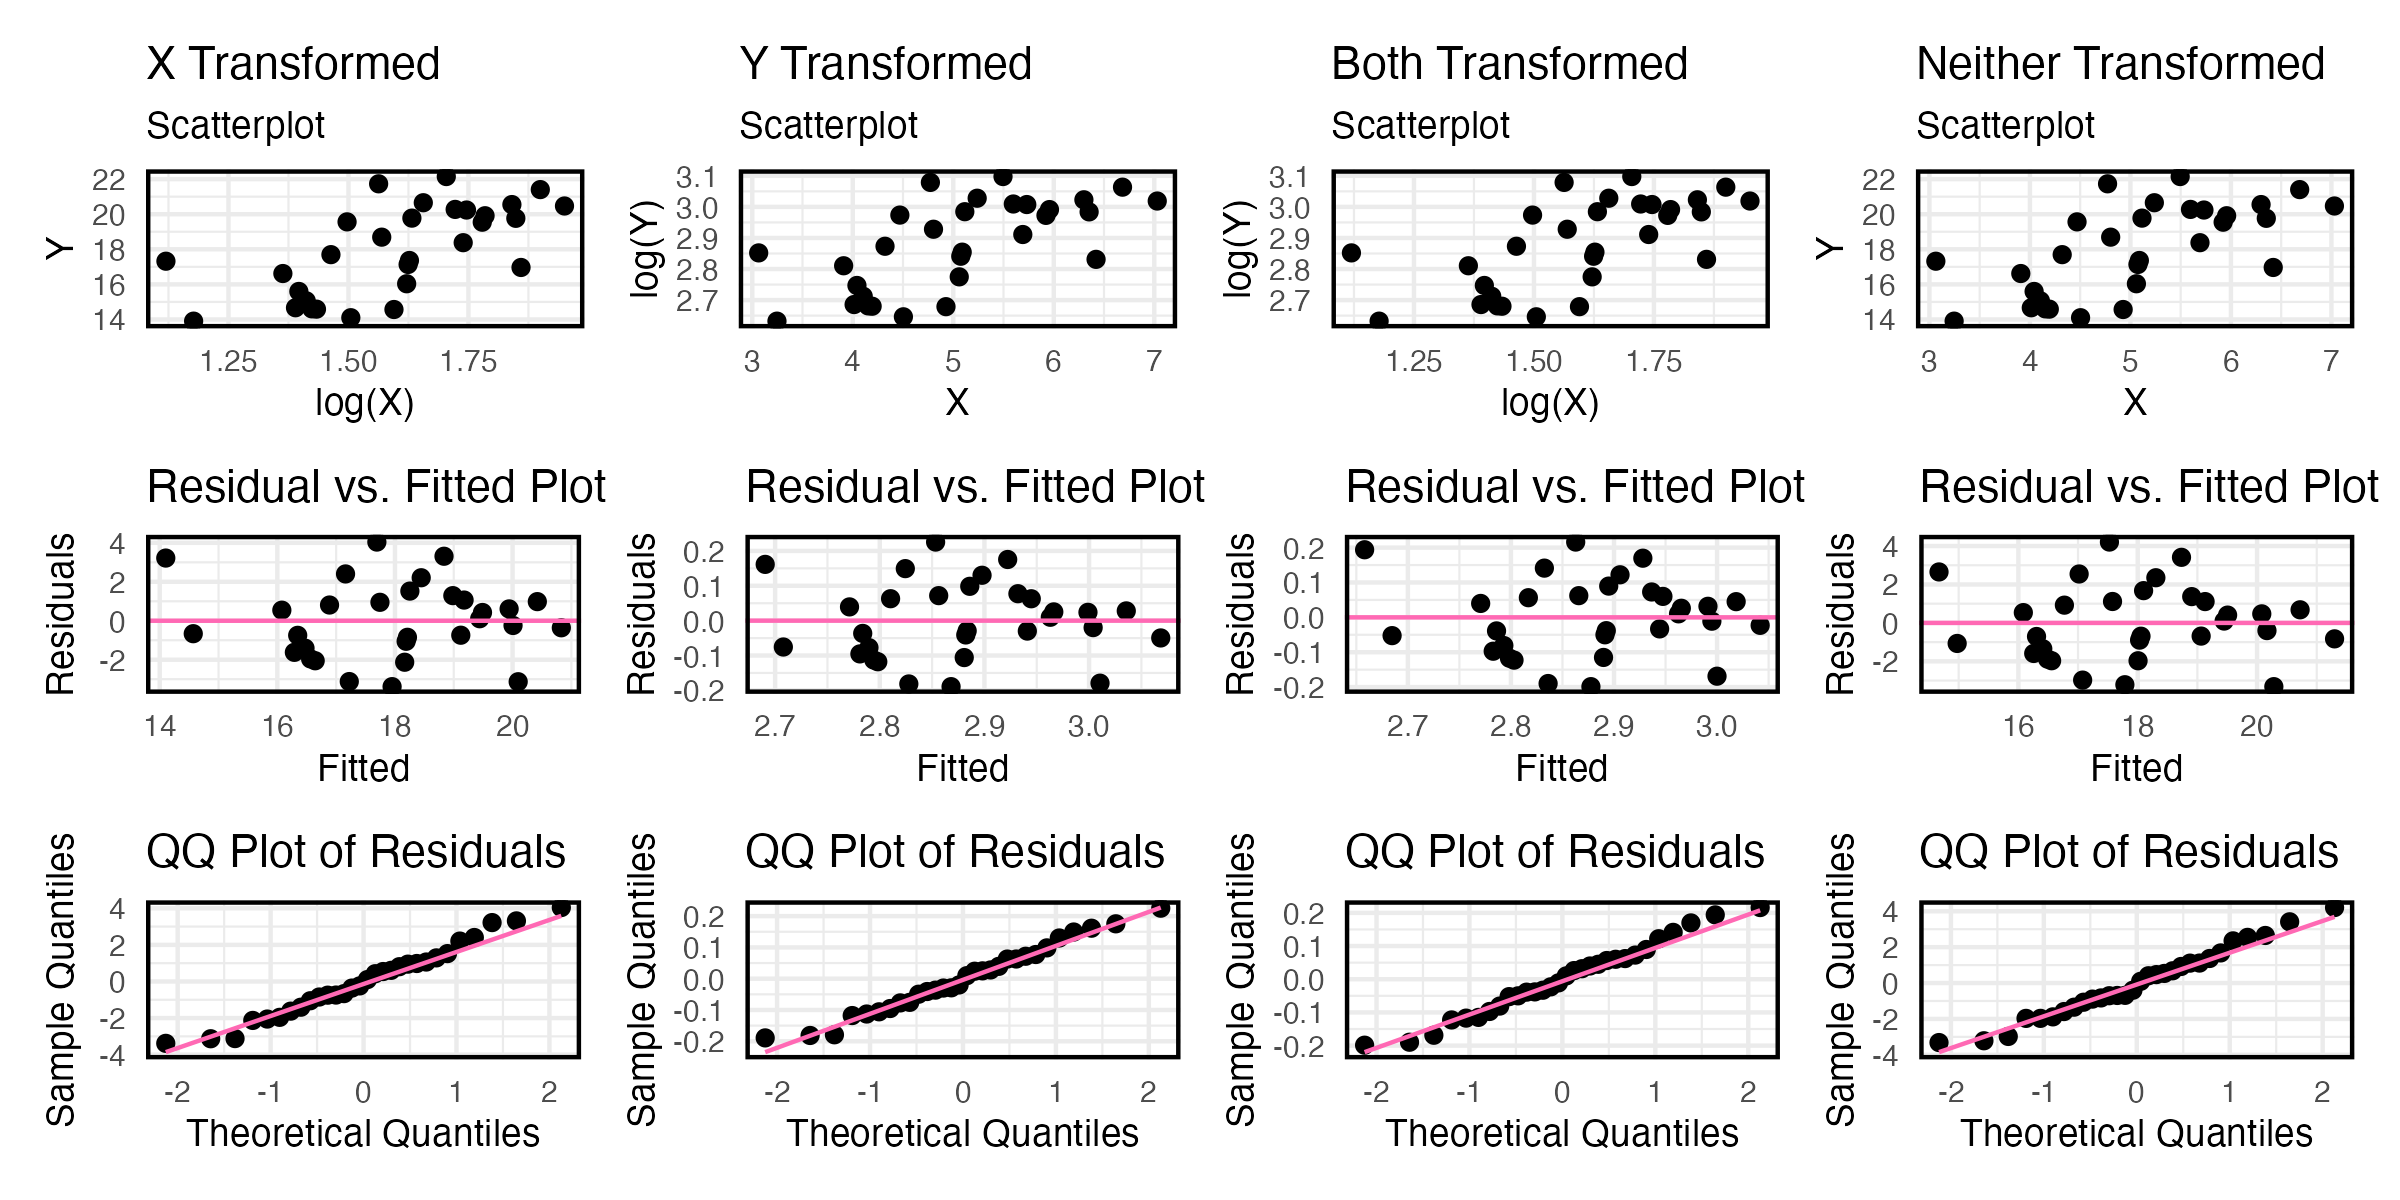 X Transformed
Y Transformed
Both Transformed
Neither Transformed
Scatterplot
Scatterplot
Scatterplot
Scatterplot
Y
22
20
18
16
14
1.25 1.50 1.75
log(X)
log(Y)
3.1
3.0
2.9
2.8
2.7
3 4 5 6 7
X
log(Y)
3.1
3.0
2.9
2.8
2.7
1.25 1.50 1.75
log(X)
Y
22
20
18
16
14
3 4 5 6 7
X
Residual vs. Fitted Plot
Residual vs. Fitted Plot
Residual vs. Fitted Plot
Residual vs. Fitted Plot
Residuals
4
2
0
-2
14 16 18 20
Fitted
Residuals
0.2
0.1
0.0
-0.1
-0.2
2.7 2.8 2.9 3.0
Fitted
Residuals
0.2
0.1
0.0
-0.1
-0.2
2.7 2.8 2.9 3.0
Fitted
Residuals
4
2
0
-2
16 18 20
Fitted
QQ Plot of Residuals
QQ Plot of Residuals
QQ Plot of Residuals
QQ Plot of Residuals
Sample Quantiles
4
2
0
-2
-4
-2 -1 0 1 2
Theoretical Quantiles
Sample Quantiles
0.2
0.1
0.0
-0.1
-0.2
-2 -1 0 1 2
Theoretical Quantiles
Sample Quantiles
0.2
0.1
0.0
-0.1
-0.2
-2 -1 0 1 2
Theoretical Quantiles
Sample Quantiles
4
2
0
-2
-4
-2 -1 0 1 2
Theoretical Quantiles